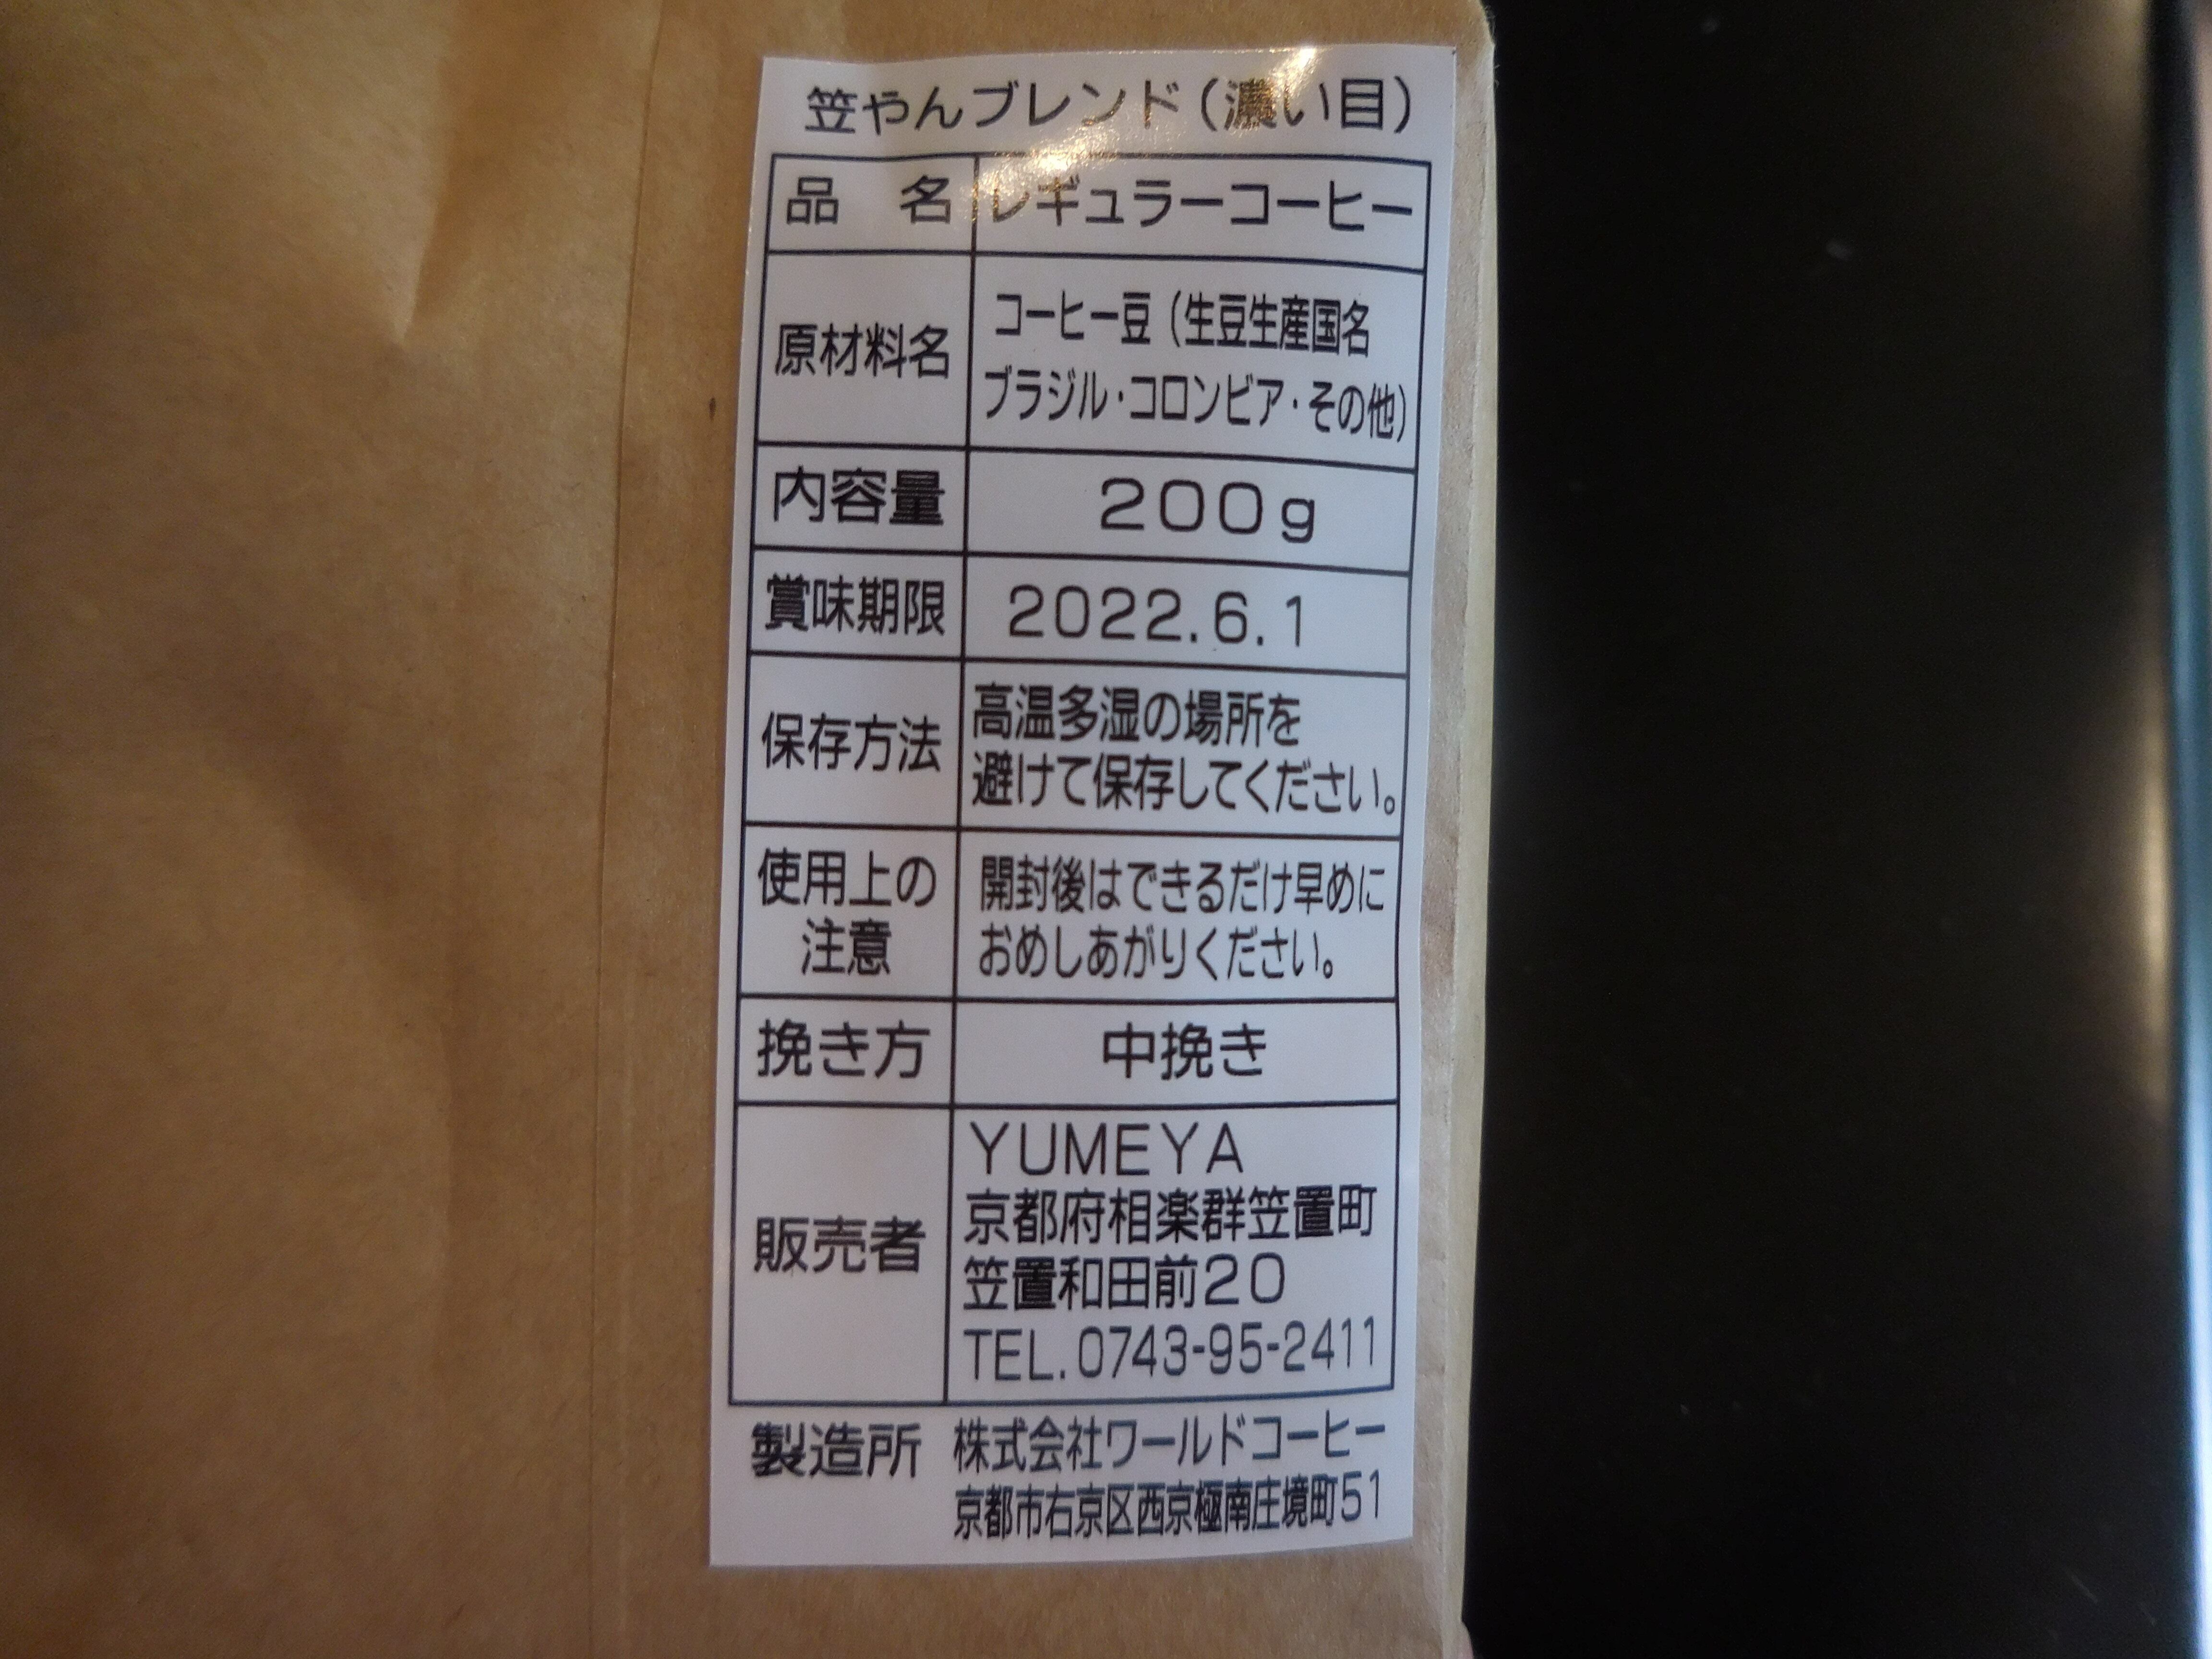 笠やんブレンド(濃い目)
品　名 レギュラーコーヒー
原材料名 コーヒー豆(生豆生産国名
ブラジル・コロンビア・その他)
内容量 200g
賞味期限 2022.6.1
保存方法 高温多湿の場所を
避けて保存してください。
使用上の
注意
開封後はできるだけ早めに
おめしあがりください。
挽き方 中挽き
販売者 YUMEYA
京都府相楽群笠置町
笠置和田前20
TEL.0743-95-2411
製造所 株式会社ワールドコーヒー
京都市右京区西京極南庄境町51